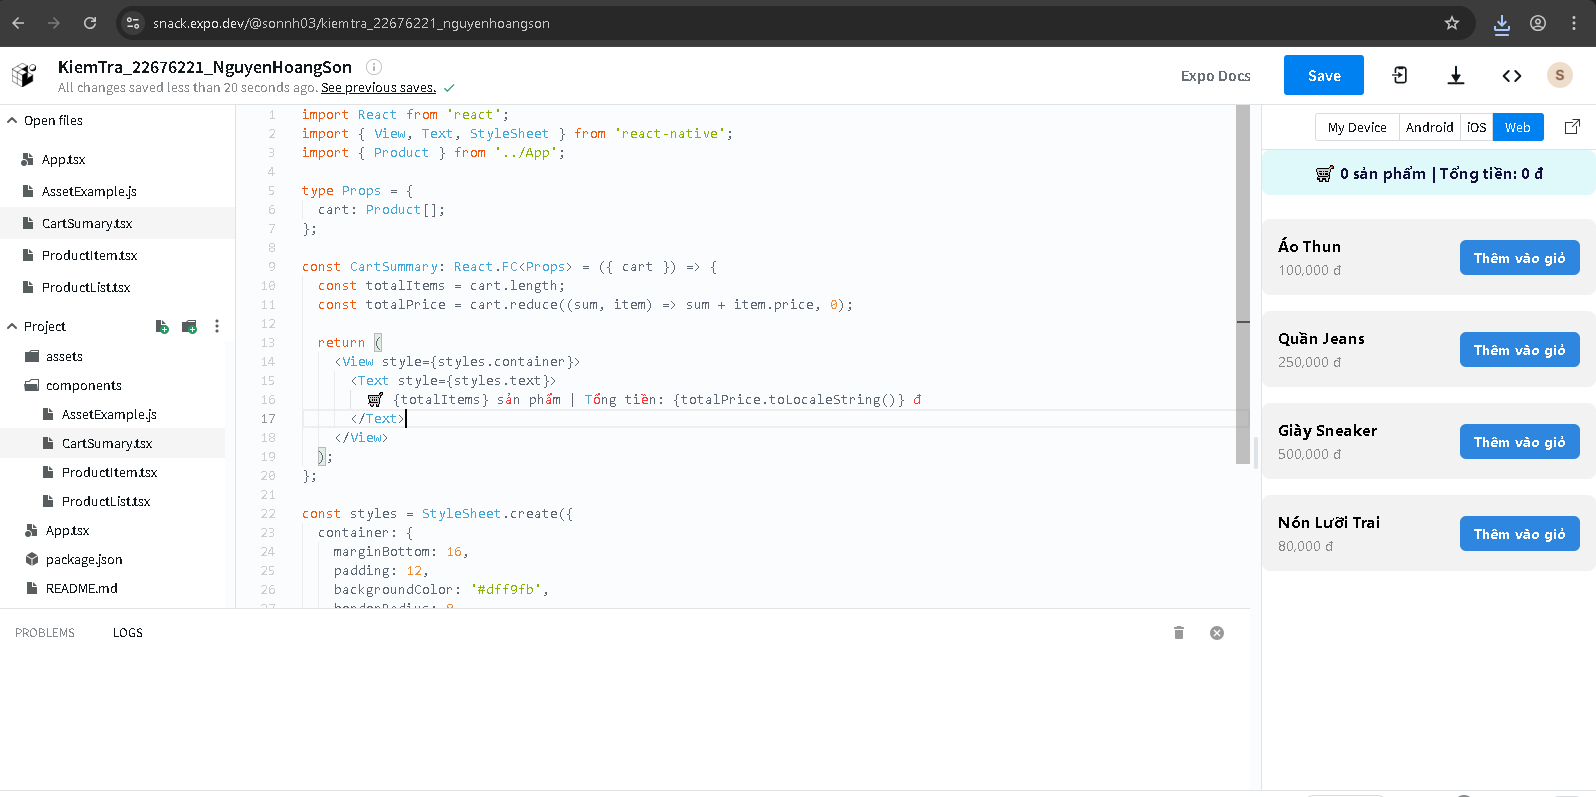 snack.expo.dev/@sonnh03/kiemtra_22676221_nguyenhoangson
KiemTra_22676221_NguyenHoangSon
All changes saved less than 20 seconds ago. See previous saves.
Expo Docs
Save
S
Open files
App.tsx
AssetExample.js
CartSumary.tsx
ProductItem.tsx
ProductList.tsx
Project
assets
components
AssetExample.js
CartSumary.tsx
ProductItem.tsx
ProductList.tsx
App.tsx
package.json
README.md
1 import React from 'react';
2 import { View, Text, StyleSheet } from 'react-native';
3 import { Product } from '../App';
4
5 type Props = {
6 cart: Product[];
7 };
8
9 const CartSummary: React.FC<Props> = ({ cart }) => {
10 const totalItems = cart.length;
11 const totalPrice = cart.reduce((sum, item) => sum + item.price, 0);
12
13 return (
14 <View style={styles.container}>
15 <Text style={styles.text}>
16 🛒 {totalItems} sản phẩm | Tổng tiền: {totalPrice.toLocaleString()} đ
17 </Text>
18 </View>
19 );
20 };
21
22 const styles = StyleSheet.create({
23 container: {
24 marginBottom: 16,
25 padding: 12,
26 backgroundColor: '#dff9fb',
27 borderRadius: 8
PROBLEMS
LOGS
My Device
Android
iOS
Web
🛒 0 sản phẩm | Tổng tiền: 0 đ
Áo Thun
100,000 đ
Thêm vào giỏ
Quần Jeans
250,000 đ
Thêm vào giỏ
Giày Sneaker
500,000 đ
Thêm vào giỏ
Nón Lưỡi Trai
80,000 đ
Thêm vào giỏ